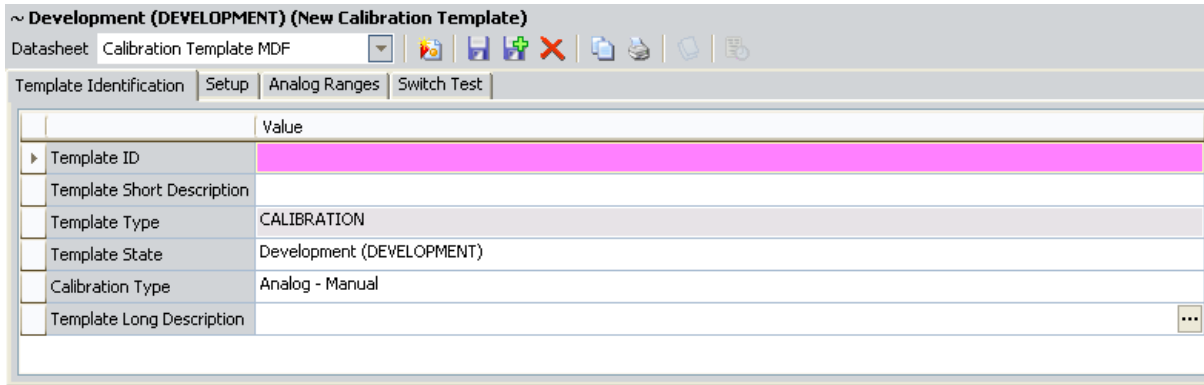 ~ Development (DEVELOPMENT) (New Calibration Template)
Datasheet Calibration Template MDF
Template Identification Setup Analog Ranges Switch Test
Value
Template ID
Template Short Description
Template Type CALIBRATION
Template State Development (DEVELOPMENT)
Calibration Type Analog - Manual
Template Long Description ...